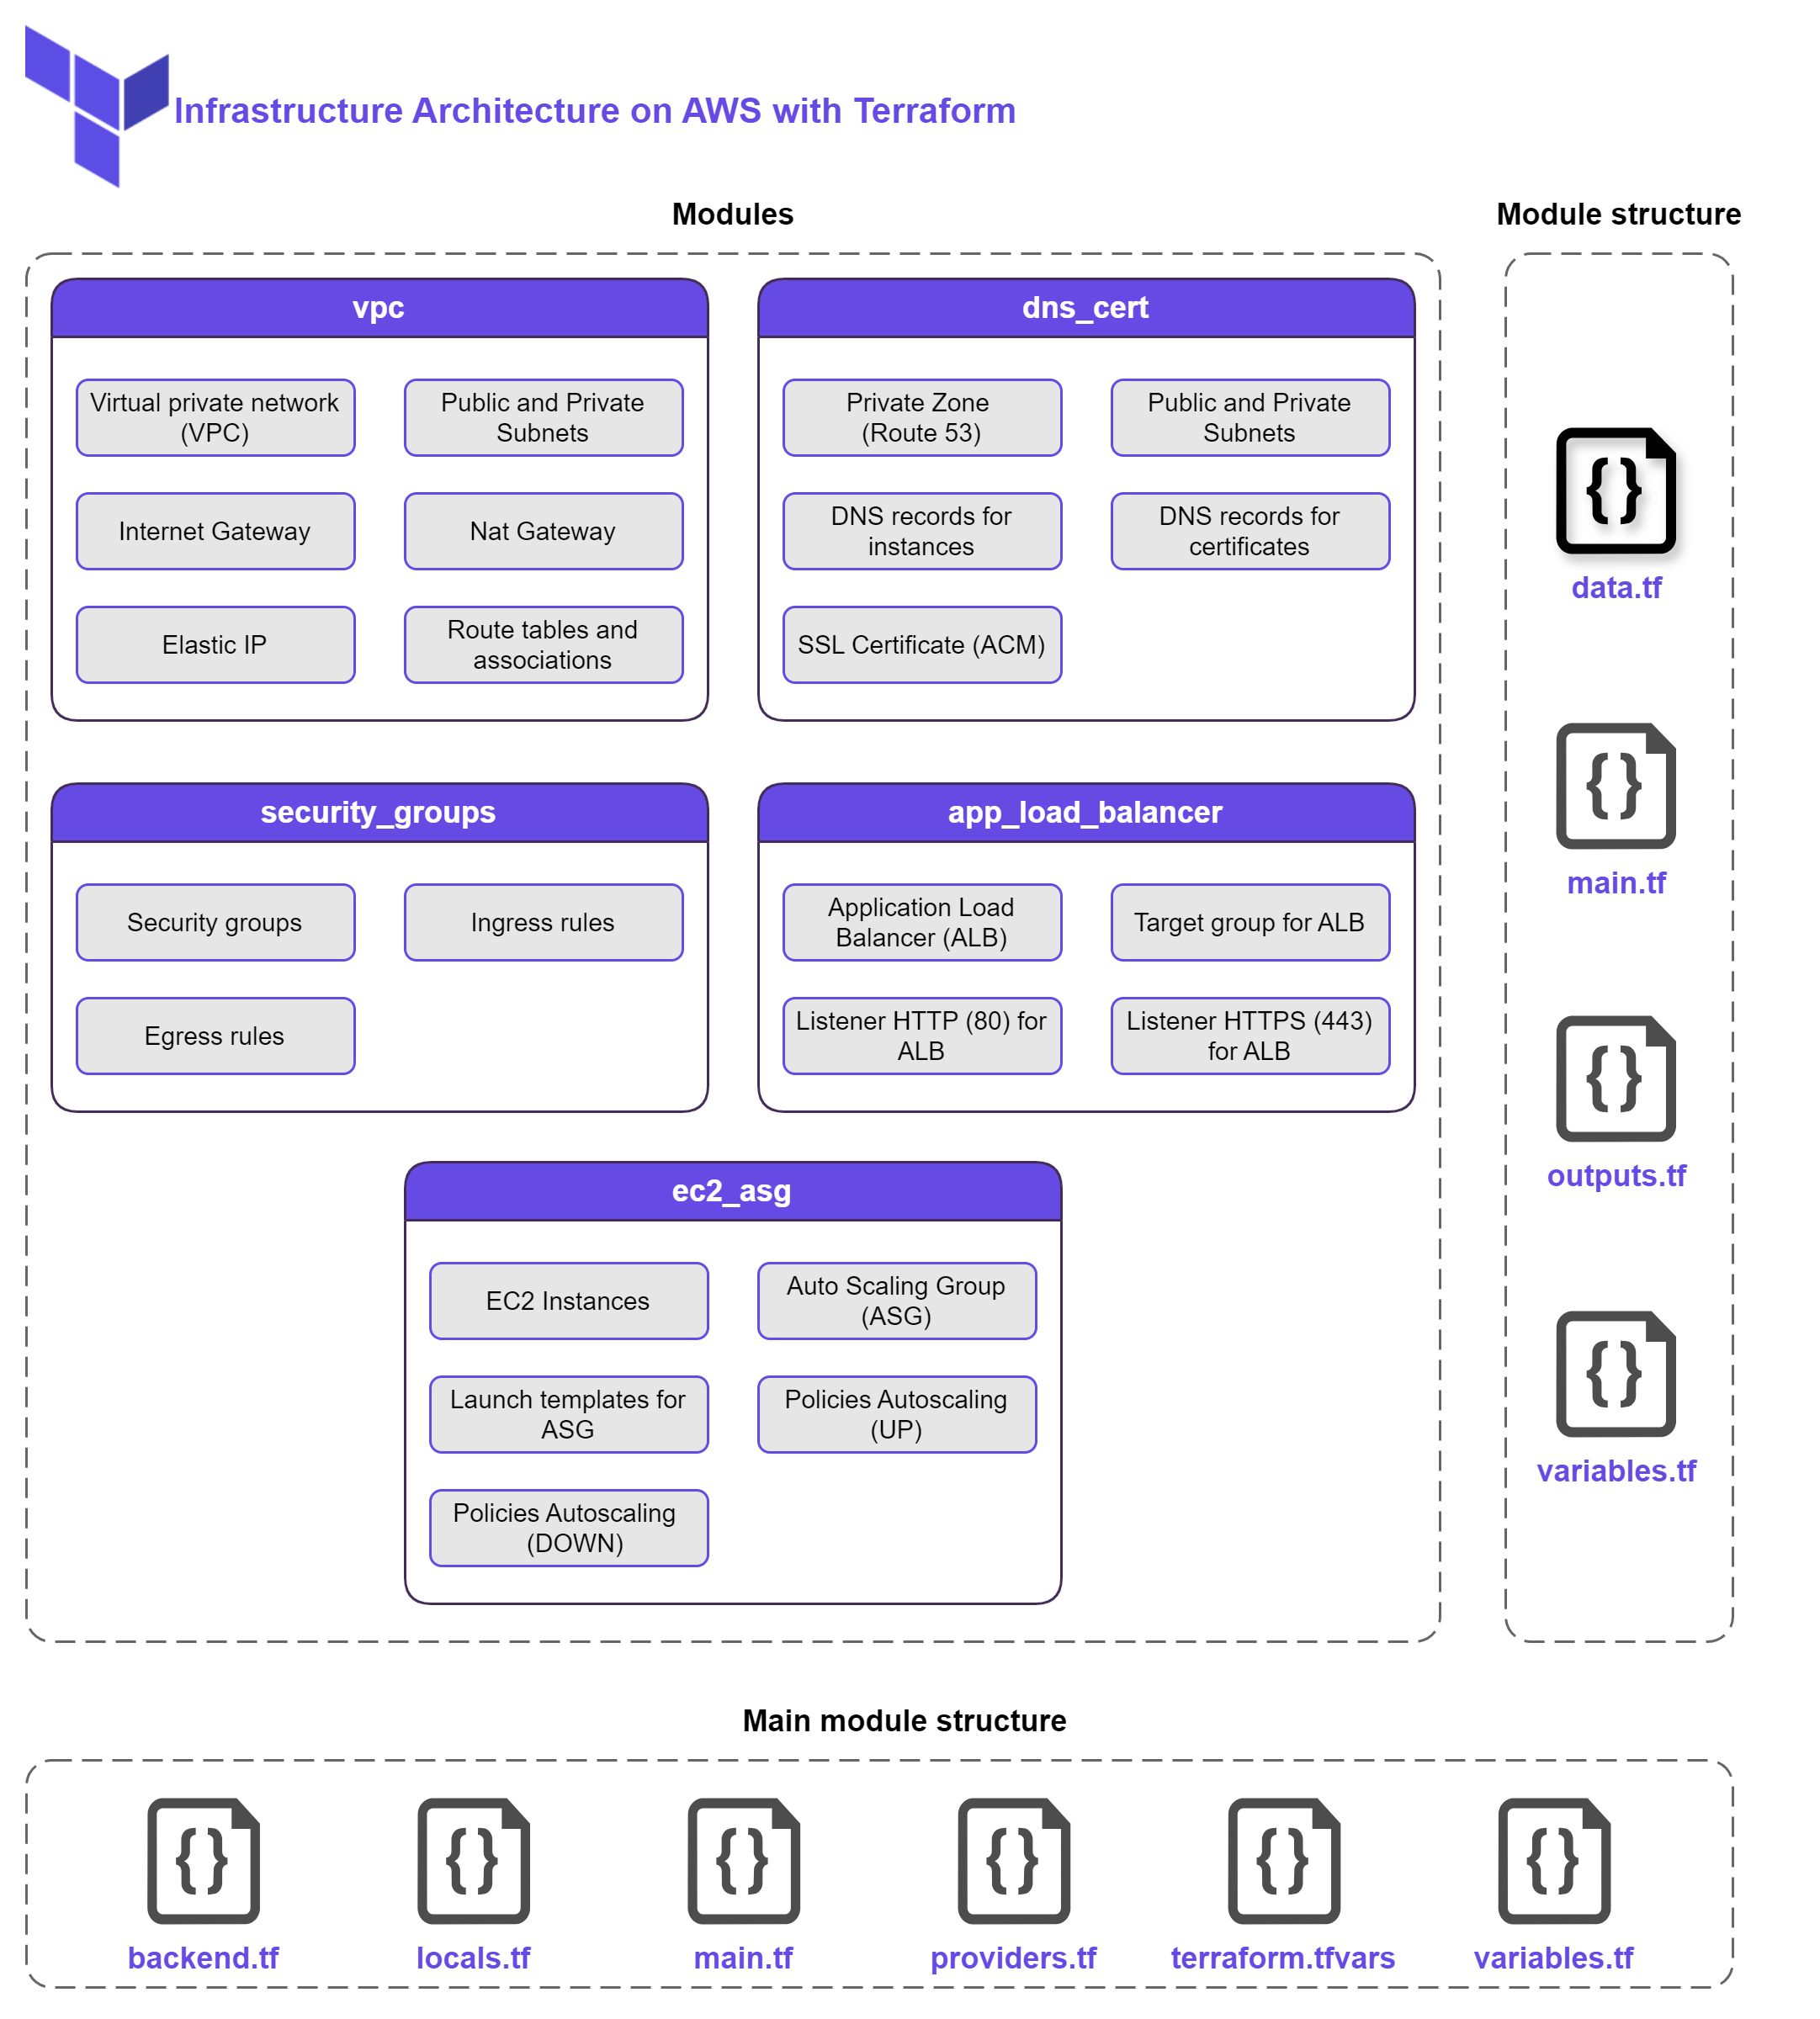 Infrastructure Architecture on AWS with Terraform
Modules
vpc
Virtual private network
(VPC)
Public and Private
Subnets
Internet Gateway
Nat Gateway
Elastic IP
Route tables and
associations
dns_cert
Private Zone
(Route 53)
Public and Private
Subnets
DNS records for
instances
DNS records for
certificates
SSL Certificate (ACM)
security_groups
Security groups
Ingress rules
Egress rules
app_load_balancer
Application Load
Balancer (ALB)
Target group for ALB
Listener HTTP (80) for
ALB
Listener HTTPS (443)
for ALB
ec2_asg
EC2 Instances
Auto Scaling Group
(ASG)
Launch templates for
ASG
Policies Autoscaling
(UP)
Policies Autoscaling
(DOWN)
Module structure
{}
data.tf
{}
main.tf
{}
outputs.tf
{}
variables.tf
Main module structure
{}
backend.tf
{}
locals.tf
{}
main.tf
{}
providers.tf
{}
terraform.tfvars
{}
variables.tf